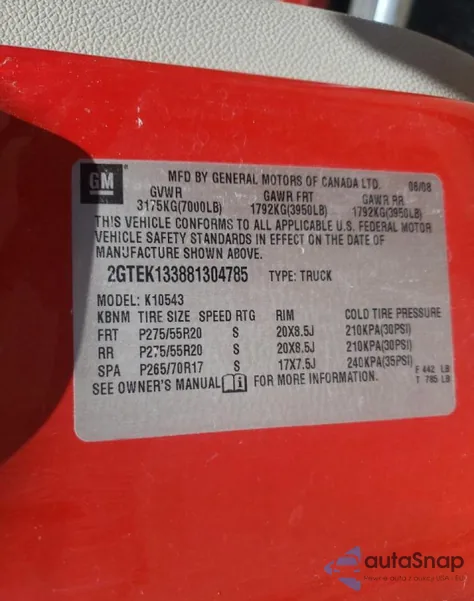 GM
MFD BY GENERAL MOTORS OF CANADA LTD. 06/08
GVWR GAWR FRT GAWR RR
3175KG(7000LB) 1792KG(3950LB) 1792KG(3950LB)
THIS VEHICLE CONFORMS TO ALL APPLICABLE U.S. FEDERAL MOTOR
VEHICLE SAFETY STANDARDS IN EFFECT ON THE DATE OF
MANUFACTURE SHOWN ABOVE.
2GTEK133881304785 TYPE: TRUCK
MODEL: K10543
KBNM TIRE SIZE SPEED RTG RIM COLD TIRE PRESSURE
FRT P275/55R20 S 20X8.5J 210KPA(30PSI)
RR P275/55R20 S 20X8.5J 210KPA(30PSI)
SPA P265/70R17 S 17X7.5J 240KPA(35PSI)
F 442 LB
T 785 LB
SEE OWNER'S MANUAL FOR MORE INFORMATION.
autoSnap